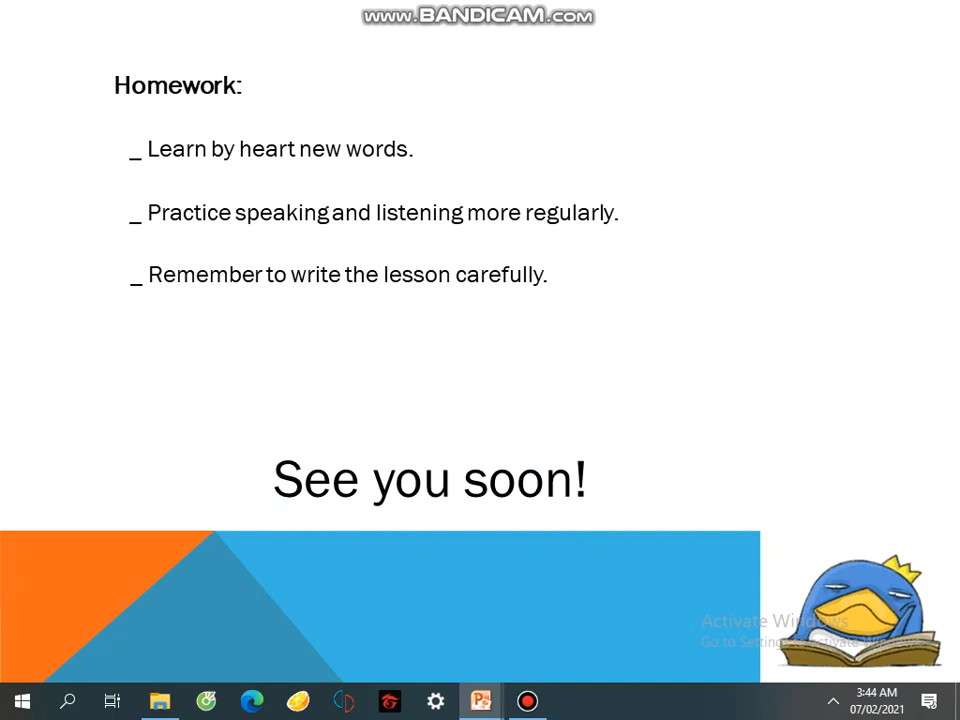 www.BANDICAM.com
Homework:
_ Learn by heart new words.
_ Practice speaking and listening more regularly.
_ Remember to write the lesson carefully.
See you soon!
Activate Windows
Go to Settings to activate Windows.
3:44 AM
07/02/2021